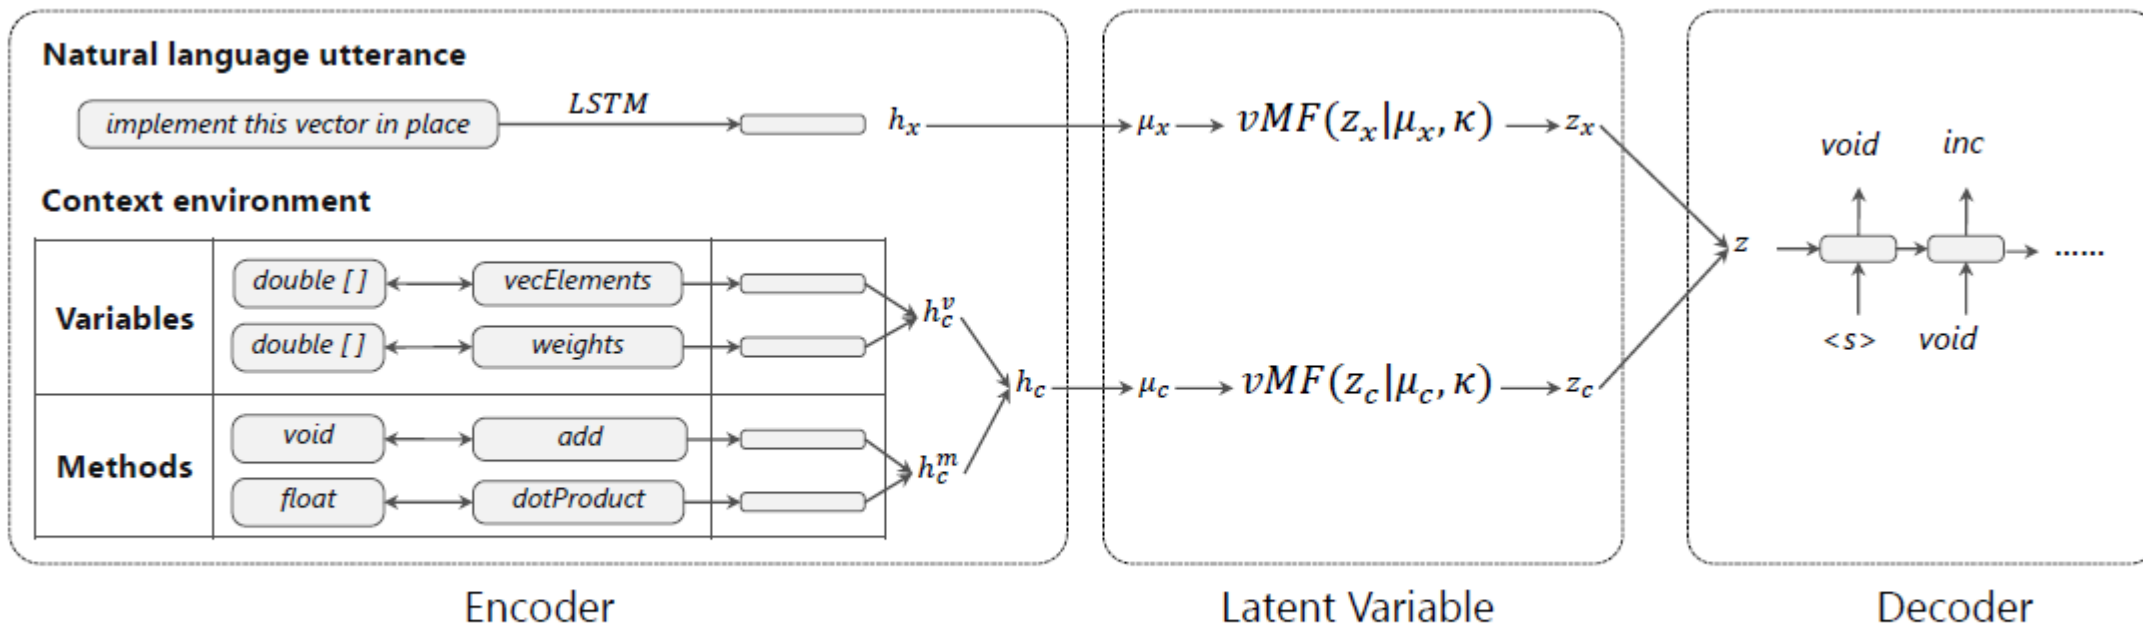 Natural language utterance
implement this vector in place LSTM h_x μ_x vMF(z_x|μ_x, κ) z_x
Context environment
Variables double [ ] vecElements
double [ ] weights
h_c^v
Methods void add
float dotProduct
h_c^m
h_c μ_c vMF(z_c|μ_c, κ) z_c
z
void inc
......
<s> void
Encoder Latent Variable Decoder